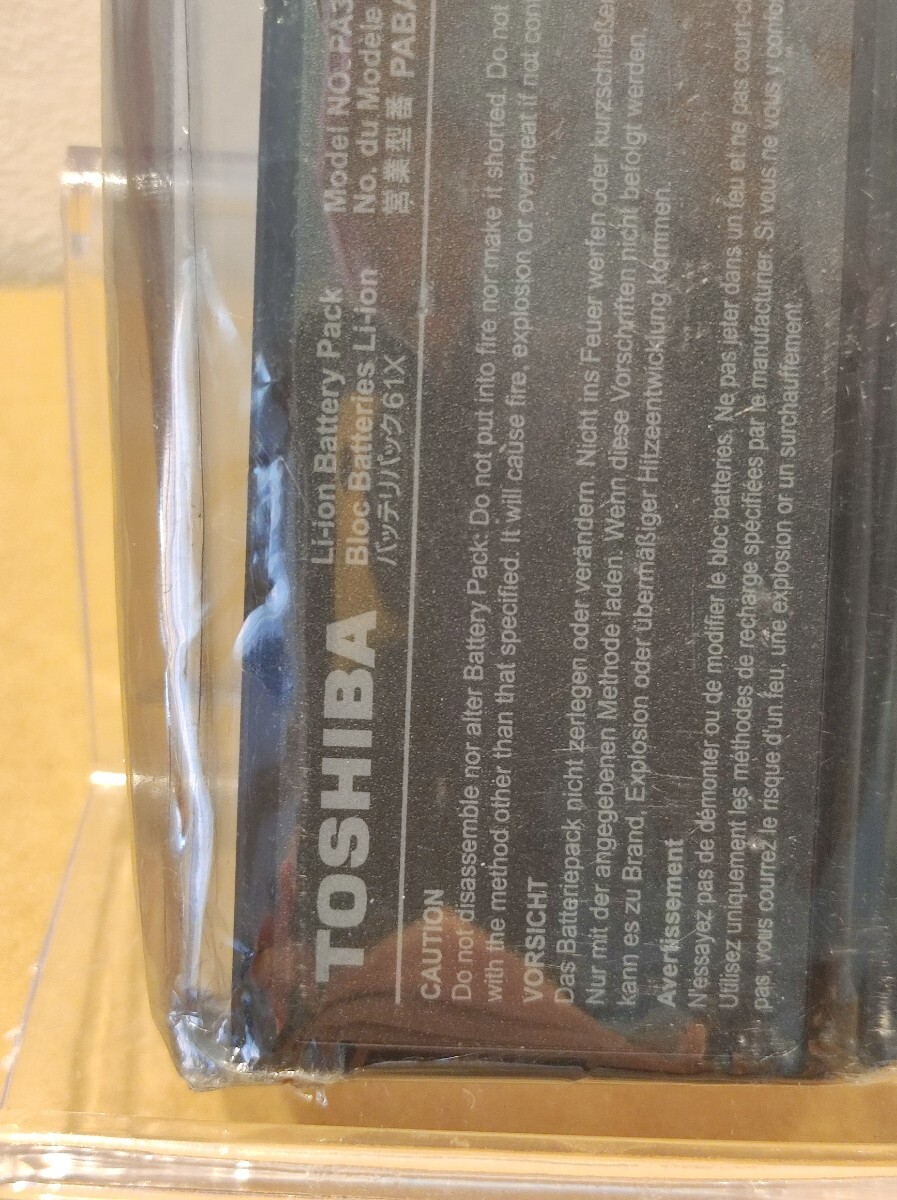 TOSHIBA
Li-ion Battery Pack
Bloc Batteries Li-ion
バッテリパック61X
Model NO. PA3
No. du Modèle
営業型番 PABA
CAUTION
Do not disassemble nor alter Battery Pack. Do not put into fire nor make it shorted. Do not
with the method other than that specified. It will cause fire, explosion or overheat if not
VORSICHT
Das Batteriepack nicht zerlegen oder verändern. Nicht ins Feuer werfen oder kurzschließen
Nur mit der angegebenen Methode laden. Wenn diese Vorschriften nicht befolgt werden,
kann es zu Brand, Explosion oder übermäßiger Hitzeentwicklung kommen.
Avertissement
N'essayez pas de démonter ou de modifier le bloc batteries. Ne pas jeter dans un feu et ne pas
Utilisez uniquement les méthodes de recharge spécifiées par le manufacturier. Si vous ne vous y
pas, vous courrez le risque d'un feu, une explosion or un surchauffement.